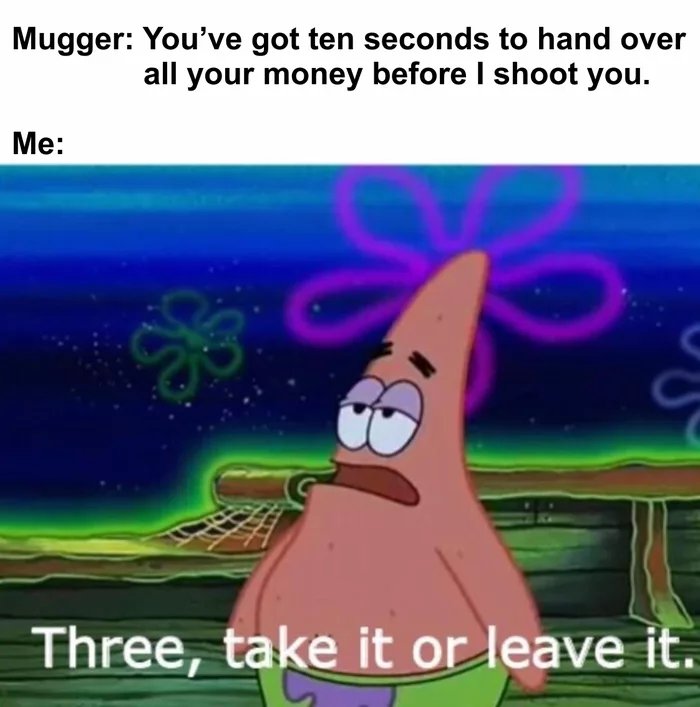 Mugger: You’ve got ten seconds to hand over
all your money before I shoot you.
Me:
Three, take it or leave it.